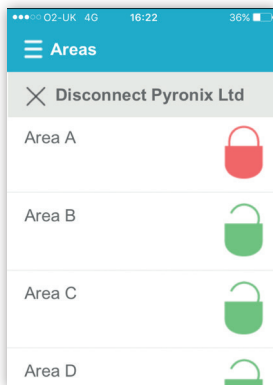 O2-UK 4G 16:22 36%
Areas
Disconnect Pyronix Ltd
Area A
Area B
Area C
Area D